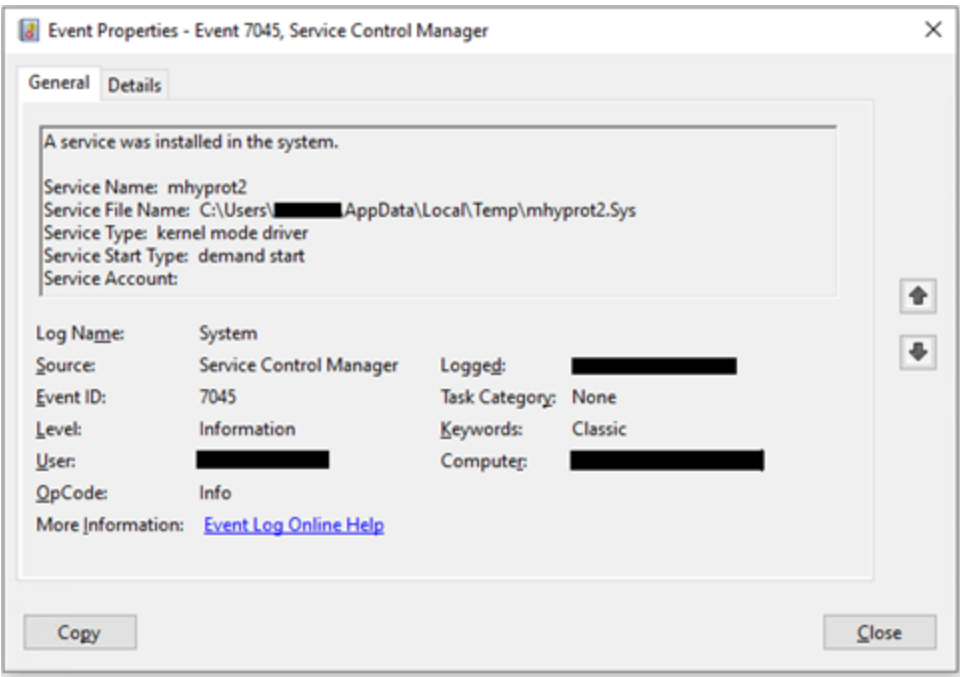 Event Properties - Event 7045, Service Control Manager
General Details
A service was installed in the system.
Service Name: mhyprot2
Service File Name: C:\Users\ AppData\Local\Temp\mhyprot2.Sys
Service Type: kernel mode driver
Service Start Type: demand start
Service Account:
Log Name: System
Source: Service Control Manager Logged:
Event ID: 7045 Task Category: None
Level: Information Keywords: Classic
User: Computer:
OpCode: Info
More Information: Event Log Online Help
Copy Close